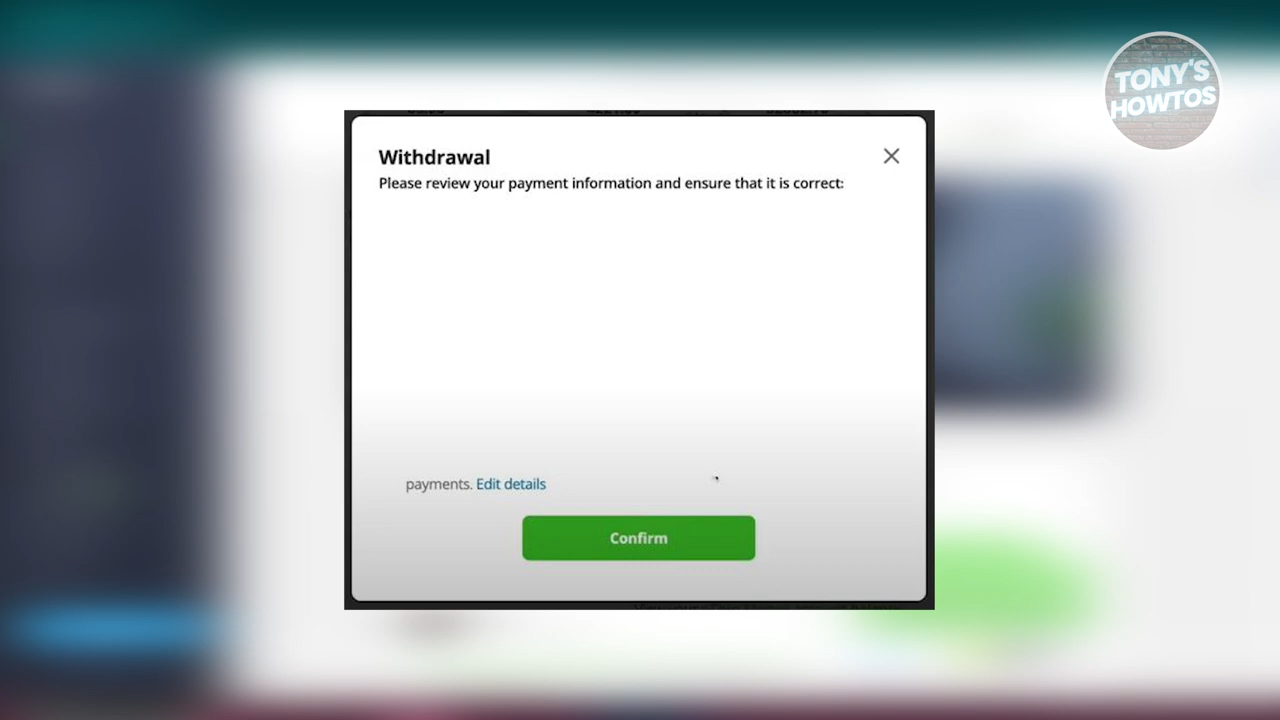 TONY'S
HOWTOS
Withdrawal
Please review your payment information and ensure that it is correct:
payments. Edit details
Confirm